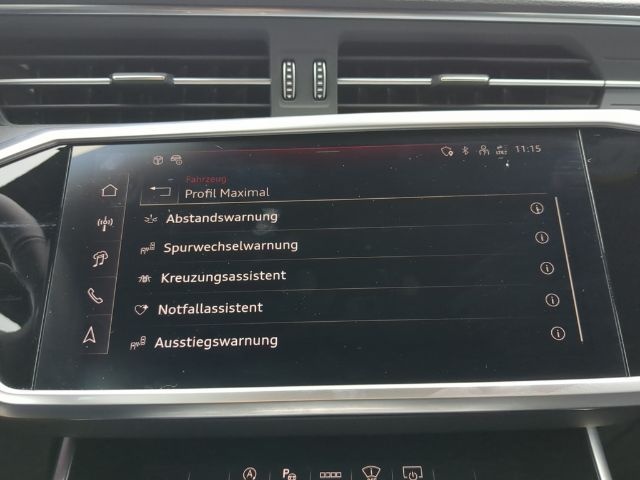 11:15
Fahrzeug
Profil Maximal
Abstandswarnung
Spurwechselwarnung
Kreuzungsassistent
Notfallassistent
Ausstiegswarnung